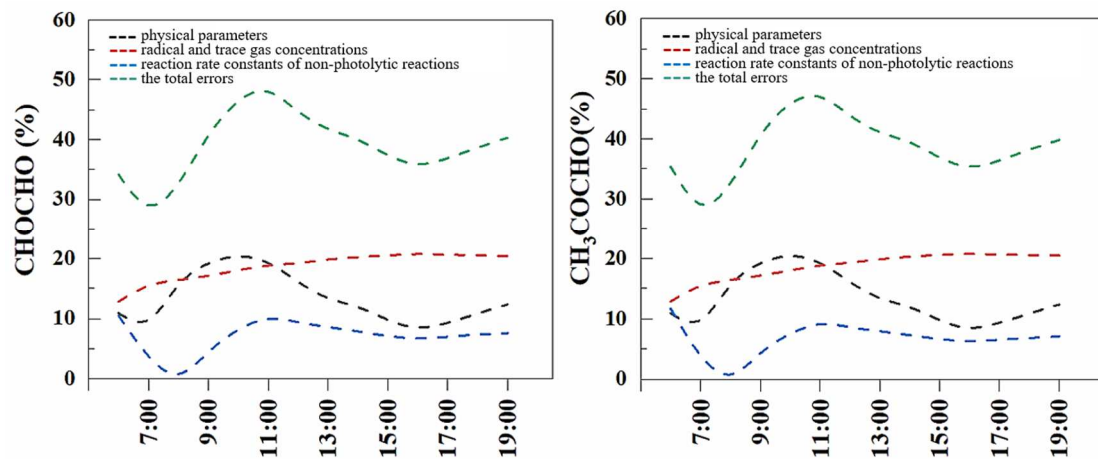 CHOCHO (%)
60
50
40
30
20
10
0
physical parameters
radical and trace gas concentrations
reaction rate constants of non-photolytic reactions
the total errors
7:00
9:00
11:00
13:00
15:00
17:00
19:00
CH₃COCHO(%)
60
50
40
30
20
10
0
physical parameters
radical and trace gas concentrations
reaction rate constants of non-photolytic reactions
the total errors
7:00
9:00
11:00
13:00
15:00
17:00
19:00